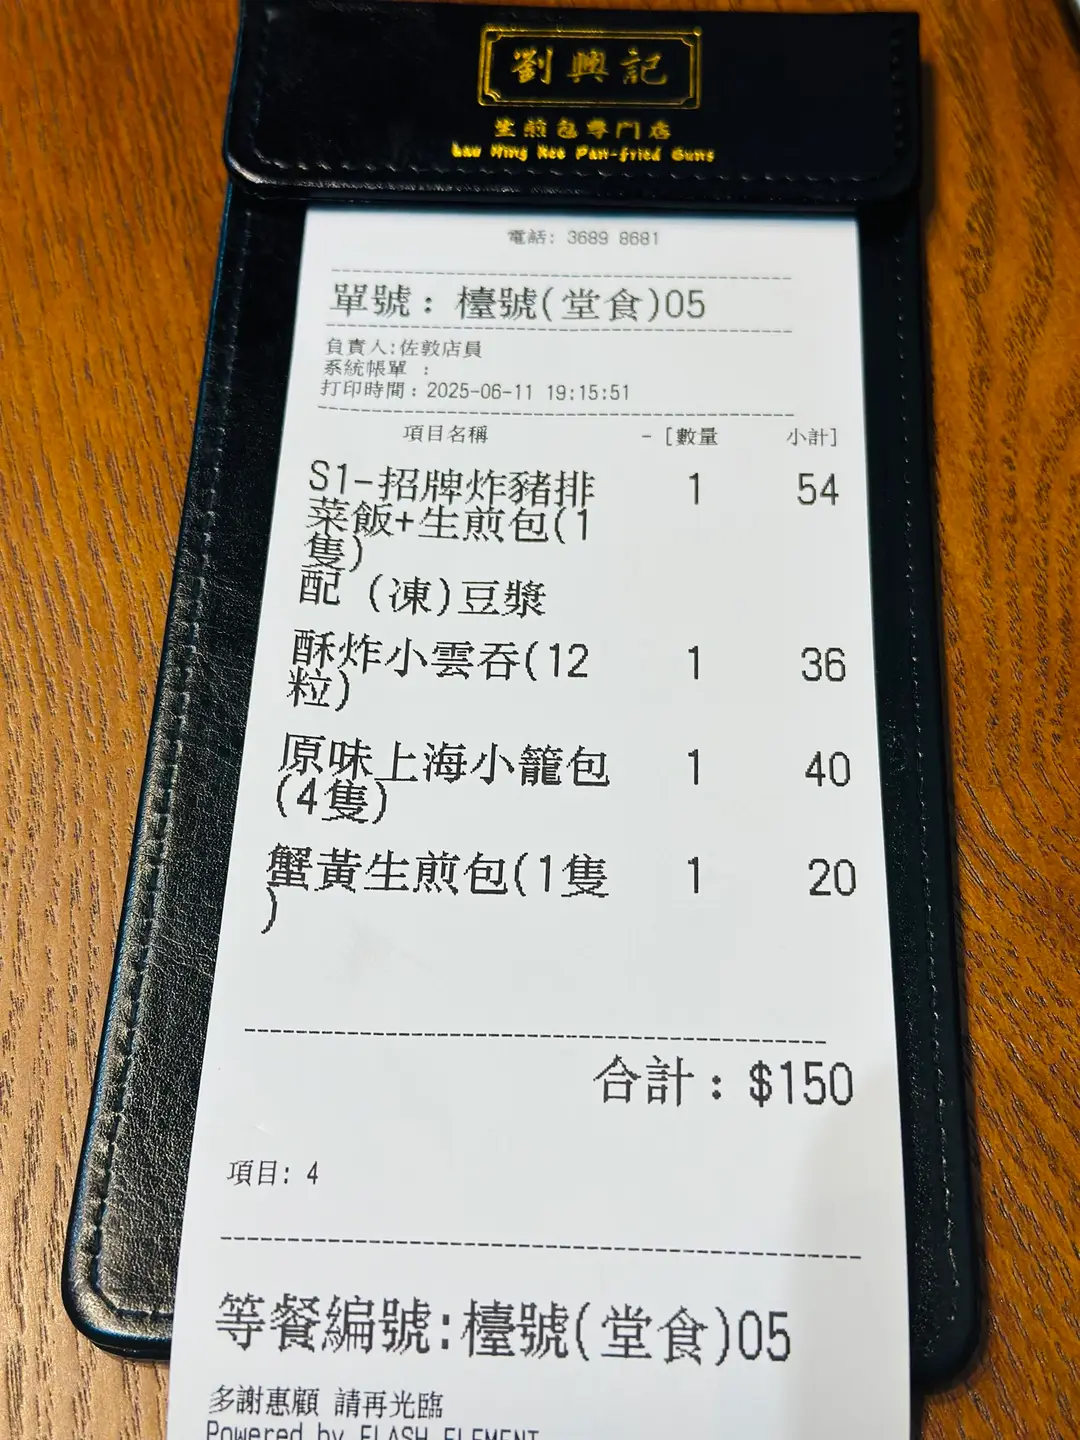 劉興記
生煎包專門店
Lau Hing Kee Pan-fried Buns
電話: 3689 8681
單號：檯號(堂食)05
負責人:佐敦店員
系統帳單 :
打印時間：2025-06-11 19:15:51
項目名稱 - [數量 小計]
S1-招牌炸豬排 1 54
菜飯+生煎包(1
隻)
配 (凍)豆漿
酥炸小雲吞(12 1 36
粒)
原味上海小籠包 1 40
(4隻)
蟹黃生煎包(1隻 1 20
)
合計：$150
項目: 4
等餐編號:檯號(堂食)05
多謝惠顧 請再光臨
Powered by FLASH ELEMENT